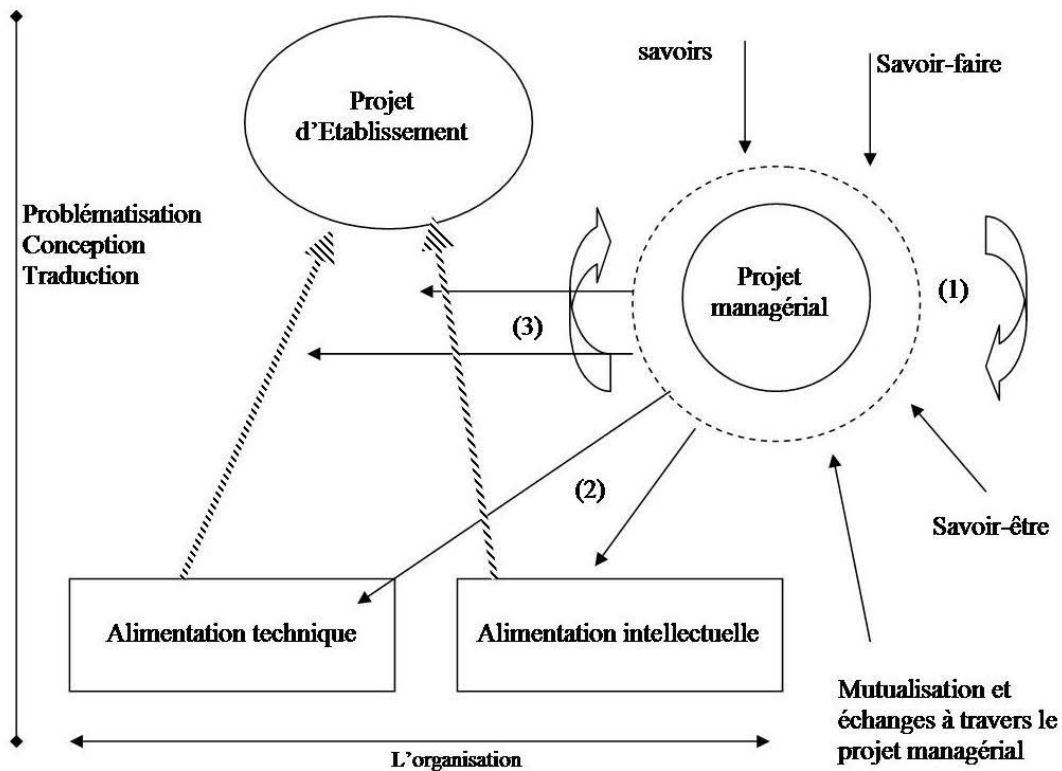 savoirs
Savoir-faire
Projet
d'Etablissement
Problématisation
Conception
Traduction
Projet
managérial
(1)
(3)
(2)
Savoir-être
Alimentation technique
Alimentation intellectuelle
Mutualisation et
échanges à travers le
projet managérial
L'organisation